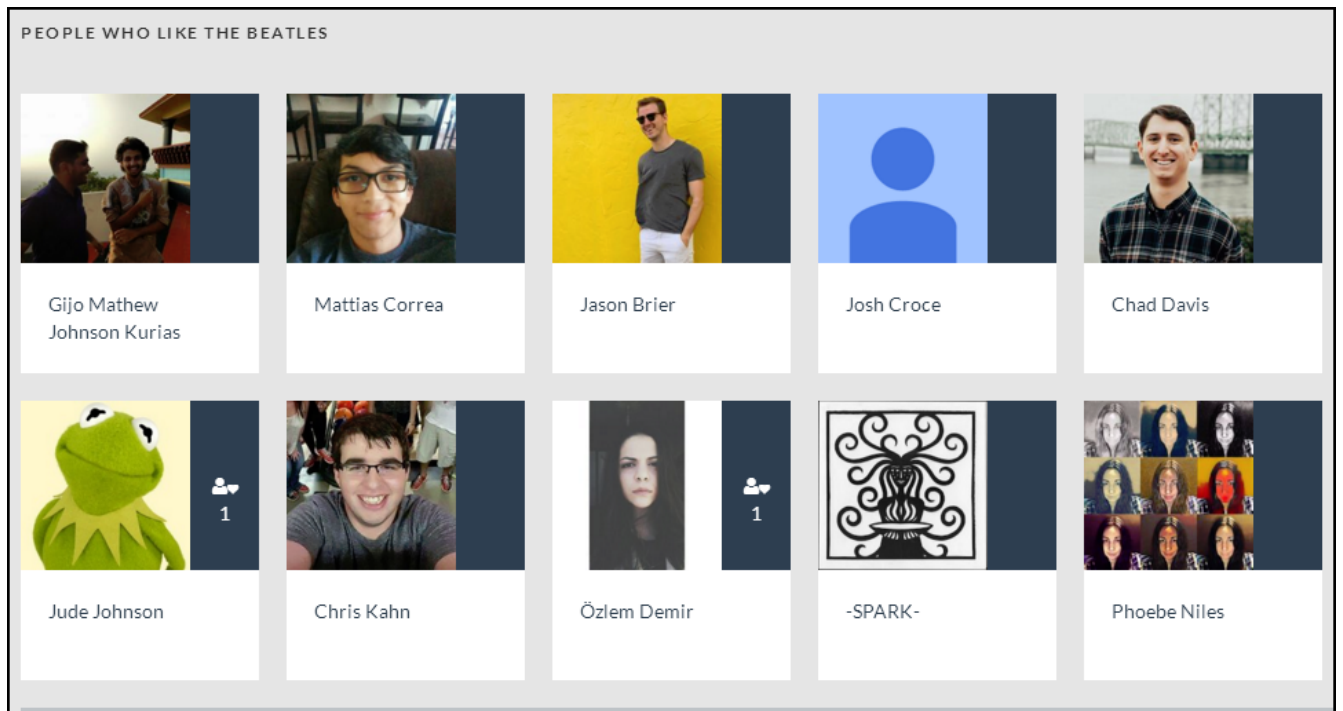 PEOPLE WHO LIKE THE BEATLES
Gijo Mathew
Johnson Kurias
Mattias Correa
Jason Brier
Josh Croce
Chad Davis
1
Jude Johnson
Chris Kahn
1
Özlem Demir
-SPARK-
Phoebe Niles